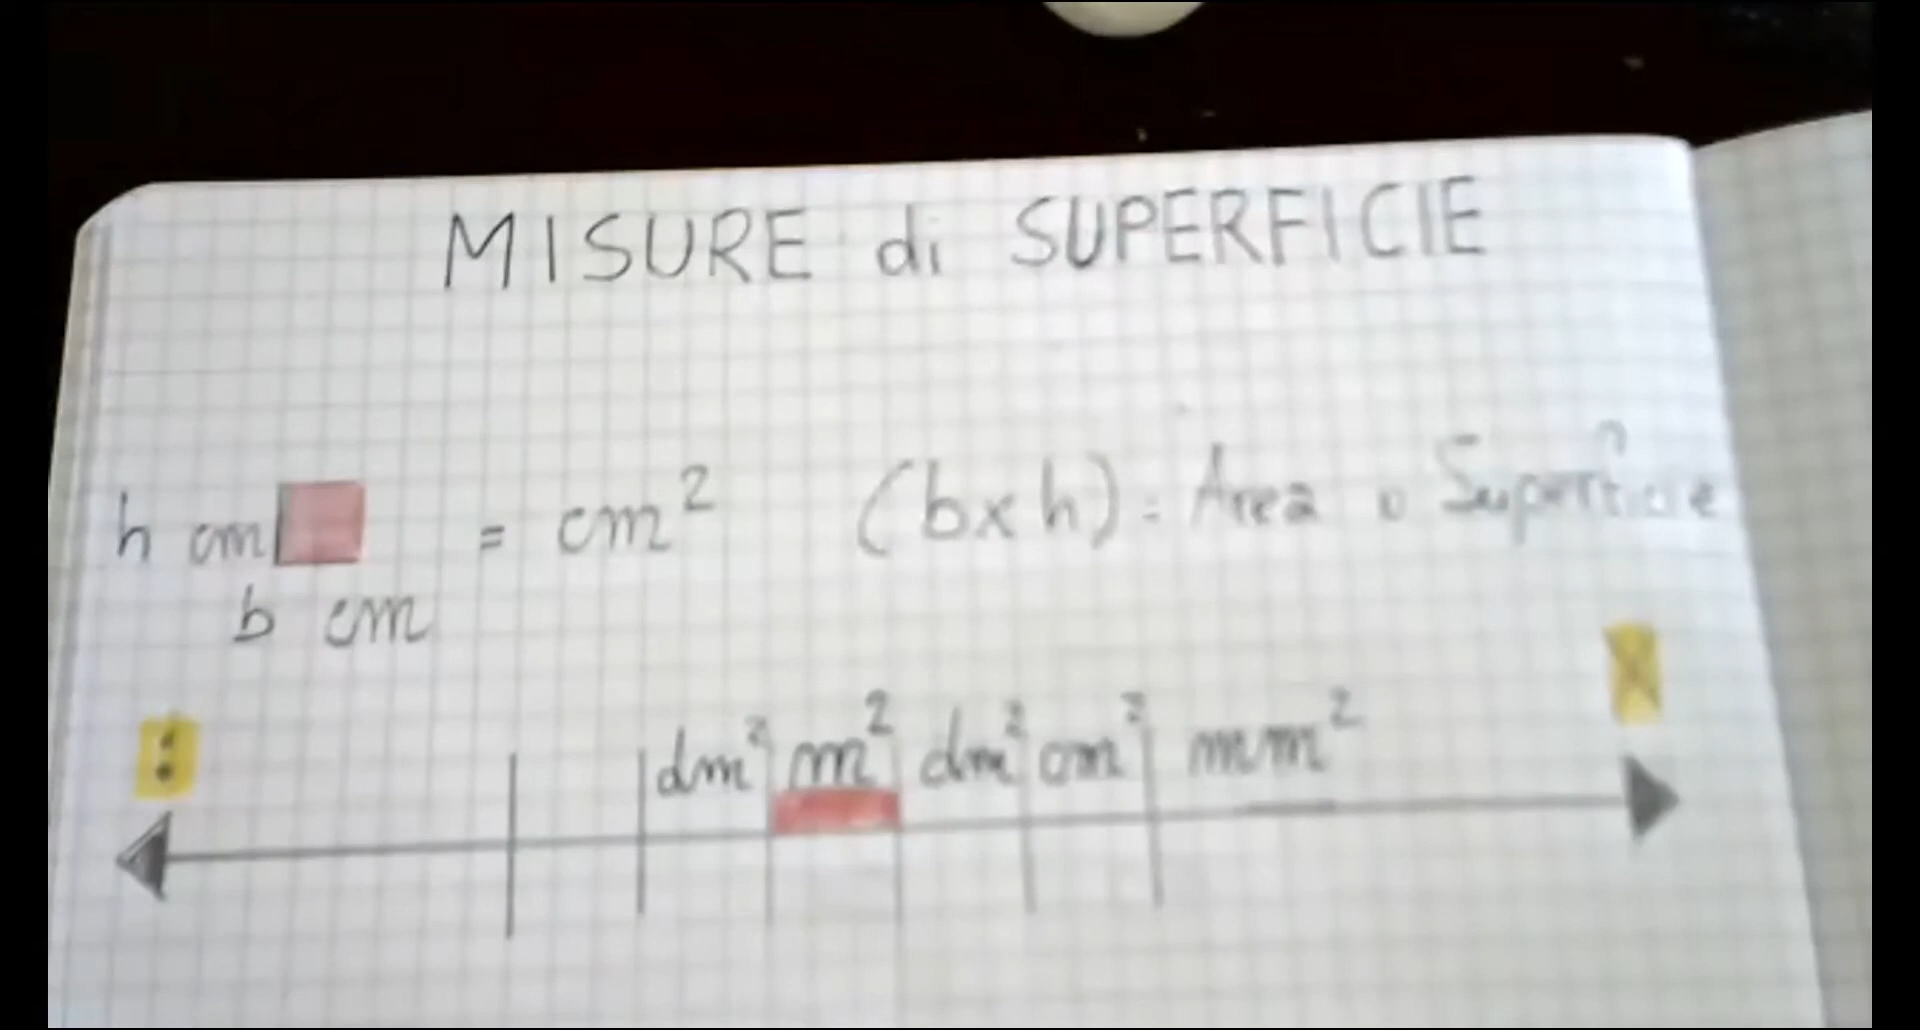 MISURE di SUPERFICIE
h cm = cm² (b x h) = Area o Superficie
b cm
: x
dm² m² dm² cm² mm²